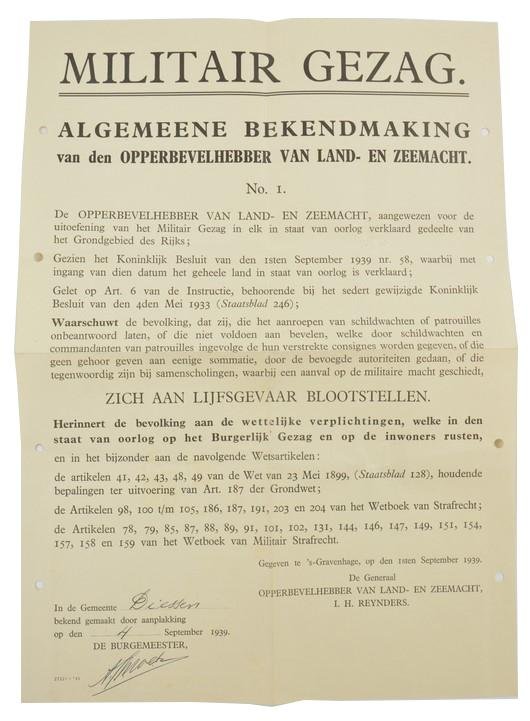 MILITAIR GEZAG.
ALGEMEENE BEKENDMAKING
van den OPPERBEVELHEBBER VAN LAND- EN ZEEMACHT.
No. 1.
De OPPERBEVELHEBBER VAN LAND- EN ZEEMACHT, aangewezen voor de
uitoefening van het Militair Gezag in elk in staat van oorlog verklaard gedeelte van
het Grondgebied des Rijks;
Gezien het Koninklijk Besluit van den 1sten September 1939 nr. 58, waarbij met
ingang van dien datum het geheele land in staat van oorlog is verklaard;
Gelet op Art. 6 van de Instructie, behoorende bij het sedert gewijzigde Koninklijk
Besluit van den 4den Mei 1933 (Staatsblad 246);
Waarschuwt de bevolking, dat zij, die het aanroepen van schildwachten of patrouilles
onbeantwoord laten, of die niet voldoen aan bevelen, welke door schildwachten en
commandanten van patrouilles ingevolge de hun verstrekte consignes worden gegeven, of die
geen gehoor geven aan eenige sommatie, door de bevoegde autoriteiten gedaan, of die
tegenwoordig zijn bij samenscholingen, waarbij een aanval op de militaire macht geschiedt,
ZICH AAN LIJFSGEVAAR BLOOTSTELLEN.
Herinnert de bevolking aan de wettelijke verplichtingen, welke in den
staat van oorlog op het Burgerlijk Gezag en op de inwoners rusten,
en in het bijzonder aan de navolgende Wetsartikelen:
de artikelen 41, 42, 43, 48, 49 van de Wet van 23 Mei 1899, (Staatsblad 128), houdende
bepalingen ter uitvoering van Art. 187 der Grondwet;
de Artikelen 98, 100 t/m 105, 186, 187, 191, 203 en 204 van het Wetboek van Strafrecht;
de Artikelen 78, 79, 85, 87, 88, 89, 91, 101, 102, 131, 144, 146, 147, 149, 151, 154,
157, 158 en 159 van het Wetboek van Militair Strafrecht.
Gegeven te 's-Gravenhage, op den 1sten September 1939.
De Generaal
OPPERBEVELHEBBER VAN LAND- EN ZEEMACHT,
I. H. REYNDERS.
In de Gemeente Diessen
bekend gemaakt door aanplakking
op den 4 September 1939.
DE BURGEMEESTER,